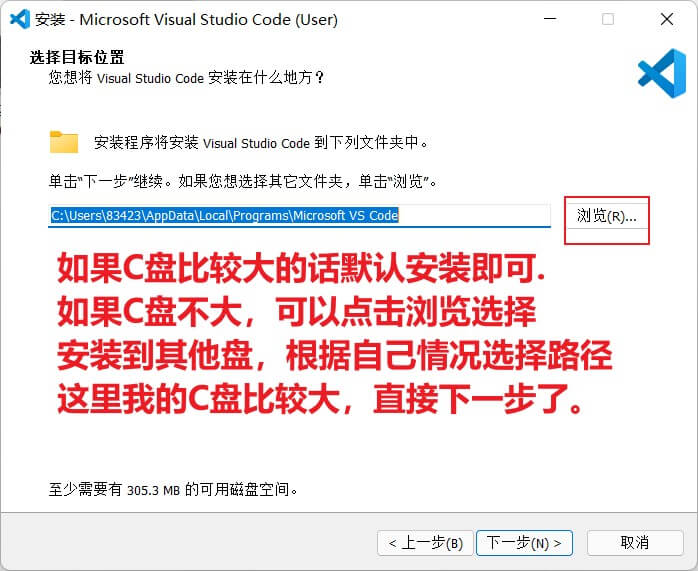 安装 - Microsoft Visual Studio Code (User)
选择目标位置
您想将 Visual Studio Code 安装在什么地方？
安装程序将安装 Visual Studio Code 到下列文件夹中。
单击“下一步”继续。如果您想选择其它文件夹，单击“浏览”。
C:\Users\83423\AppData\Local\Programs\Microsoft VS Code
浏览(R)...
如果C盘比较大的话默认安装即可.
如果C盘不大，可以点击浏览选择
安装到其他盘，根据自己情况选择路径
这里我的C盘比较大，直接下一步了。
至少需要有 305.3 MB 的可用磁盘空间。
< 上一步(B)
下一步(N) >
取消